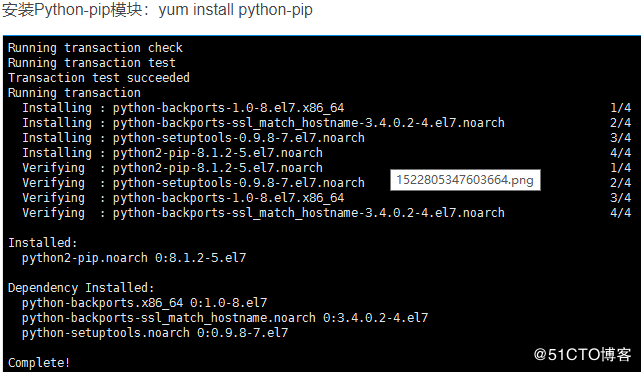 安装Python-pip模块：yum install python-pip
Running transaction check
Running transaction test
Transaction test succeeded
Running transaction
Installing : python-backports-1.0-8.el7.x86_64 1/4
Installing : python-backports-ssl_match_hostname-3.4.0.2-4.el7.noarch 2/4
Installing : python-setuptools-0.9.8-7.el7.noarch 3/4
Installing : python2-pip-8.1.2-5.el7.noarch 4/4
Verifying : python2-pip-8.1.2-5.el7.noarch 1/4
Verifying : python-setuptools-0.9.8-7.el7.noarch 2/4
1522805347603664.png
Verifying : python-backports-1.0-8.el7.x86_64 3/4
Verifying : python-backports-ssl_match_hostname-3.4.0.2-4.el7.noarch 4/4
Installed:
python2-pip.noarch 0:8.1.2-5.el7
Dependency Installed:
python-backports.x86_64 0:1.0-8.el7
python-backports-ssl_match_hostname.noarch 0:3.4.0.2-4.el7
python-setuptools.noarch 0:0.9.8-7.el7
Complete!
@51CTO博客